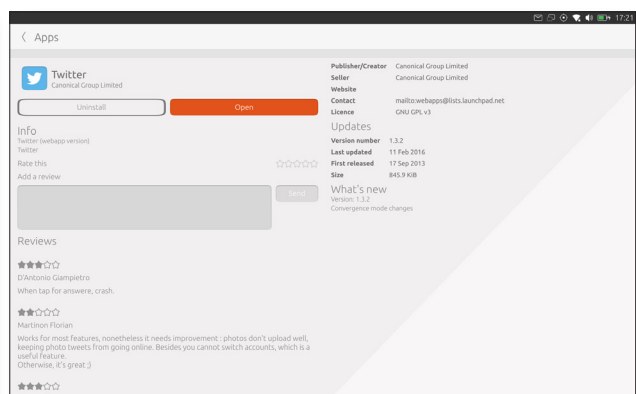 17:21
Apps
Twitter
Canonical Group Limited
Uninstall
Open
Info
Twitter (webapp version)
Twitter
Rate this
Add a review
Send
Reviews
D'Antonio Giampietro
When tap for answere, crash.
Martinon Florian
Works for most features, nonetheless it needs improvement : photos don't upload well,
keeping photo tweets from going online. Besides you cannot switch accounts, which is a
useful feature.
Otherwise, it's great ;)
Publisher/Creator Canonical Group Limited
Seller Canonical Group Limited
Website
Contact mailto:webapps@lists.launchpad.net
Licence GNU GPL v3
Updates
Version number 1.3.2
Last updated 11 Feb 2016
First released 17 Sep 2013
Size 845.9 KiB
What's new
Version: 1.3.2
Convergence mode changes